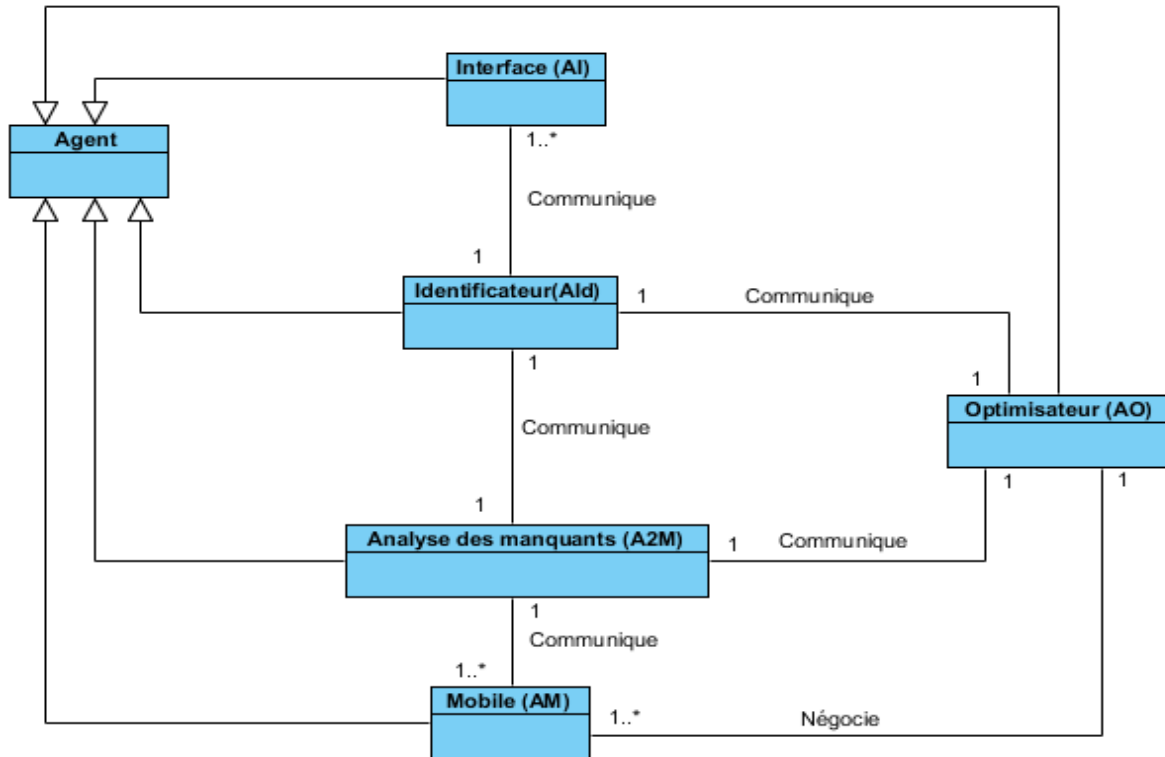 Interface (AI)
Agent
1..*
Communique
1
Identificateur(AId)
1
Communique
1
1
Optimisateur (AO)
Communique
1
1
1
Analyse des manquants (A2M)
1
Communique
1
Communique
1..*
Mobile (AM)
1..*
Négocie